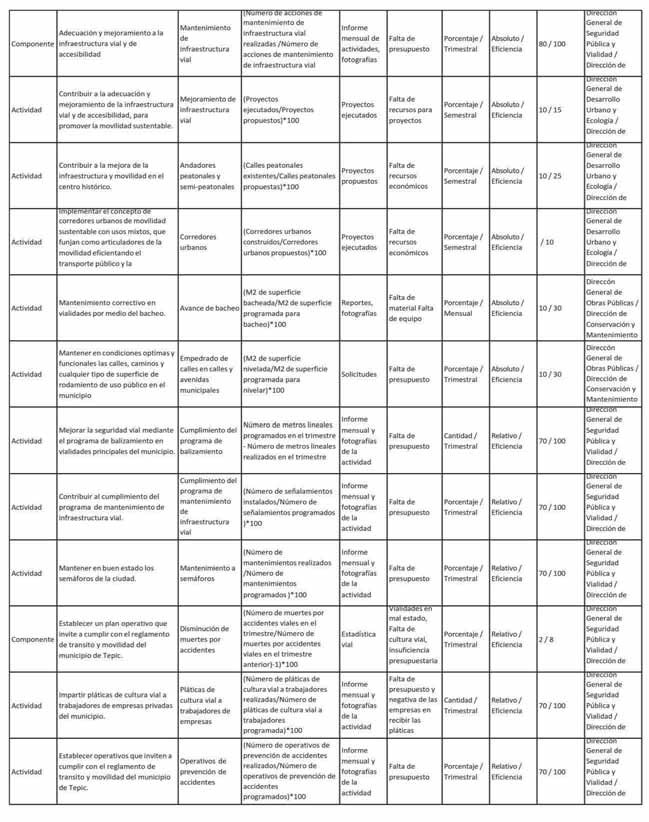 Componente
Adecuación y mejoramiento a la
infraestructura vial y de
accesibilidad
Mantenimiento
de
infraestructura
vial
(Número de acciones de
mantenimiento de
infraestructura vial
realizadas /Número de
acciones de mantenimiento
de infraestructura vial
Informe
mensual de
actividades,
fotografías
Falta de
presupuesto
Porcentaje /
Trimestral
Absoluto /
Eficiencia
80 / 100
Dirección
General de
Seguridad
Pública y
Vialidad /
Dirección de
Actividad
Contribuir a la adecuación y
mejoramiento de la infraestructura
vial y de accesibilidad, para
promover la movilidad sustentable.
Mejoramiento de
infraestructura
vial
(Proyectos
ejecutados/Proyectos
propuestos)*100
Proyectos
ejecutados
Falta de
recursos para
proyectos
Porcentaje /
Semestral
Absoluto /
Eficiencia
10 / 15
Dirección
General de
Desarrollo
Urbano y
Ecología /
Dirección de
Actividad
Contribuir a la mejora de la
infraestructura y movilidad en el
centro histórico.
Andadores
peatonales y
semi-peatonales
(Calles peatonales
existentes/Calles peatonales
propuestas)*100
Proyectos
propuestos
Falta de
recursos
económicos
Porcentaje /
Semestral
Absoluto /
Eficiencia
10 / 25
Dirección
General de
Desarrollo
Urbano y
Ecología /
Dirección de
Actividad
Implementar el concepto de
corredores urbanos de movilidad
sustentable con usos mixtos, que
funjan como articuladores de la
movilidad eficientando el
transporte público y la
Corredores
urbanos
(Corredores urbanos
construidos/Corredores
urbanos propuestos)*100
Proyectos
ejecutados
Falta de
recursos
económicos
Porcentaje /
Semestral
Absoluto /
Eficiencia
/ 10
Dirección
General de
Desarrollo
Urbano y
Ecología /
Dirección de
Actividad
Mantenimiento correctivo en
vialidades por medio del bacheo.
Avance de bacheo
(M2 de superficie
bacheada/M2 de superficie
programada para
bacheo)*100
Reportes,
fotografías
Falta de
material Falta
de equipo
Porcentaje /
Mensual
Absoluto /
Eficiencia
10 / 30
Direccón
General de
Obras Públicas /
Dirección de
Conservación y
Mantenimiento
Actividad
Mantener en condiciones optimas y
funcionales las calles, caminos y
cualquier tipo de superficie de
rodamiento de uso público en el
municipio
Empedrado de
calles en calles y
avenidas
municipales
(M2 de superficie
nivelada/M2 de superficie
programada para
nivelar)*100
Solicitudes
Falta de
presupuesto
Porcentaje /
Trimestral
Absoluto /
Eficiencia
10 / 30
Direccón
General de
Obras Públicas /
Dirección de
Conservación y
Mantenimiento
Actividad
Mejorar la seguridad vial mediante
el programa de balizamiento en
vialidades principales del municipio.
Cumplimiento del
programa de
balizamiento
Número de metros lineales
programados en el trimestre
- Número de metros lineales
realizados en el trimestre
Informe
mensual y
fotografías
de la
actividad
Falta de
presupuesto
Cantidad /
Trimestral
Relativo /
Eficiencia
70 / 100
Dirección
General de
Seguridad
Pública y
Vialidad /
Dirección de
Actividad
Contribuir al cumplimiento del
programa de mantenimiento de
infraestructura vial.
Cumplimiento del
programa de
mantenimiento
de
infraestructura
vial
(Número de señalamientos
instalados/Número de
señalamientos programados
)*100
Informe
mensual y
fotografías
de la
actividad
Falta de
presupuesto
Porcentaje /
Trimestral
Relativo /
Eficiencia
70 / 100
Dirección
General de
Seguridad
Pública y
Vialidad /
Dirección de
Actividad
Mantener en buen estado los
semáforos de la ciudad.
Mantenimiento a
semáforos
(Número de
mantenimientos realizados
/Número de
mantenimientos
programados )*100
Informe
mensual y
fotografías
de la
actividad
Falta de
presupuesto
Porcentaje /
Trimestral
Relativo /
Eficiencia
70 / 100
Dirección
General de
Seguridad
Pública y
Vialidad /
Dirección de
Componente
Establecer un plan operativo que
invite a cumplir con el reglamento
de transito y movilidad del
municipio de Tepic.
Disminución de
muertes por
accidentes
(Número de muertes por
accidentes viales en el
trimestre/Número de
muertes por accidentes
viales en el trimestre
anterior)-1)*100
Estadística
vial
Vialidades en
mal estado,
Falta de
cultura vial,
insuficiencia
presupuestaria
Porcentaje /
Trimestral
Relativo /
Eficiencia
2 / 8
Dirección
General de
Seguridad
Pública y
Vialidad /
Dirección de
Actividad
Impartir pláticas de cultura vial a
trabajadores de empresas privadas
del municipio.
Pláticas de
cultura vial a
trabajadores de
empresas
(Número de pláticas de
cultura vial a trabajadores
realizadas/Número de
pláticas de cultura vial a
trabajadores
programada)*100
Informe
mensual y
fotografías
de la
actividad
Falta de
presupuesto y
negativa de las
empresas en
recibir las
pláticas
Cantidad /
Trimestral
Relativo /
Eficiencia
70 / 100
Dirección
General de
Seguridad
Pública y
Vialidad /
Dirección de
Actividad
Establecer operativos que inviten a
cumplir con el reglamento de
transito y movilidad del municipio
de Tepic.
Operativos de
prevención de
accidentes
(Número de operativos de
prevención de accidentes
realizados/Número de
operativos de prevención de
accidentes
programados)*100
Informe
mensual y
fotografías
de la
actividad
Falta de
presupuesto
Porcentaje /
Trimestral
Relativo /
Eficiencia
70 / 100
Dirección
General de
Seguridad
Pública y
Vialidad /
Dirección de